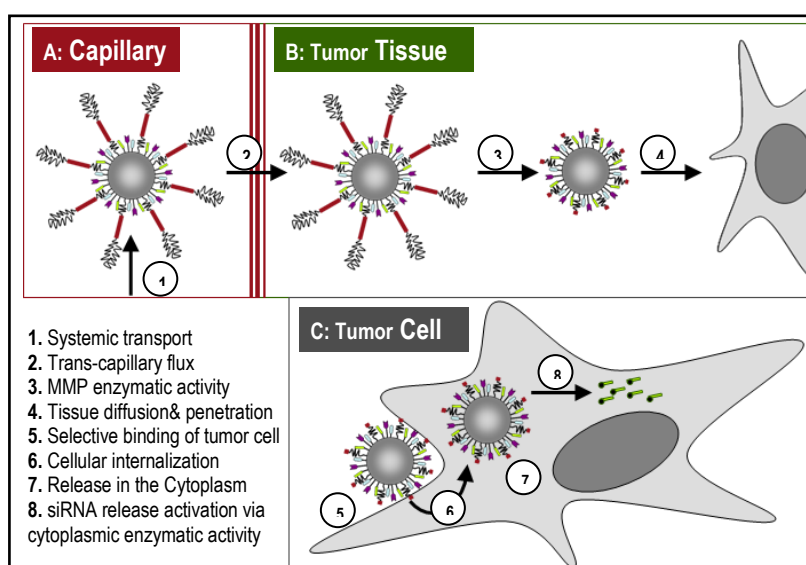 A: Capillary
B: Tumor Tissue
2
3
4
1
1. Systemic transport
2. Trans-capillary flux
3. MMP enzymatic activity
4. Tissue diffusion& penetration
5. Selective binding of tumor cell
6. Cellular internalization
7. Release in the Cytoplasm
8. siRNA release activation via
cytoplasmic enzymatic activity
C: Tumor Cell
8
7
5
6